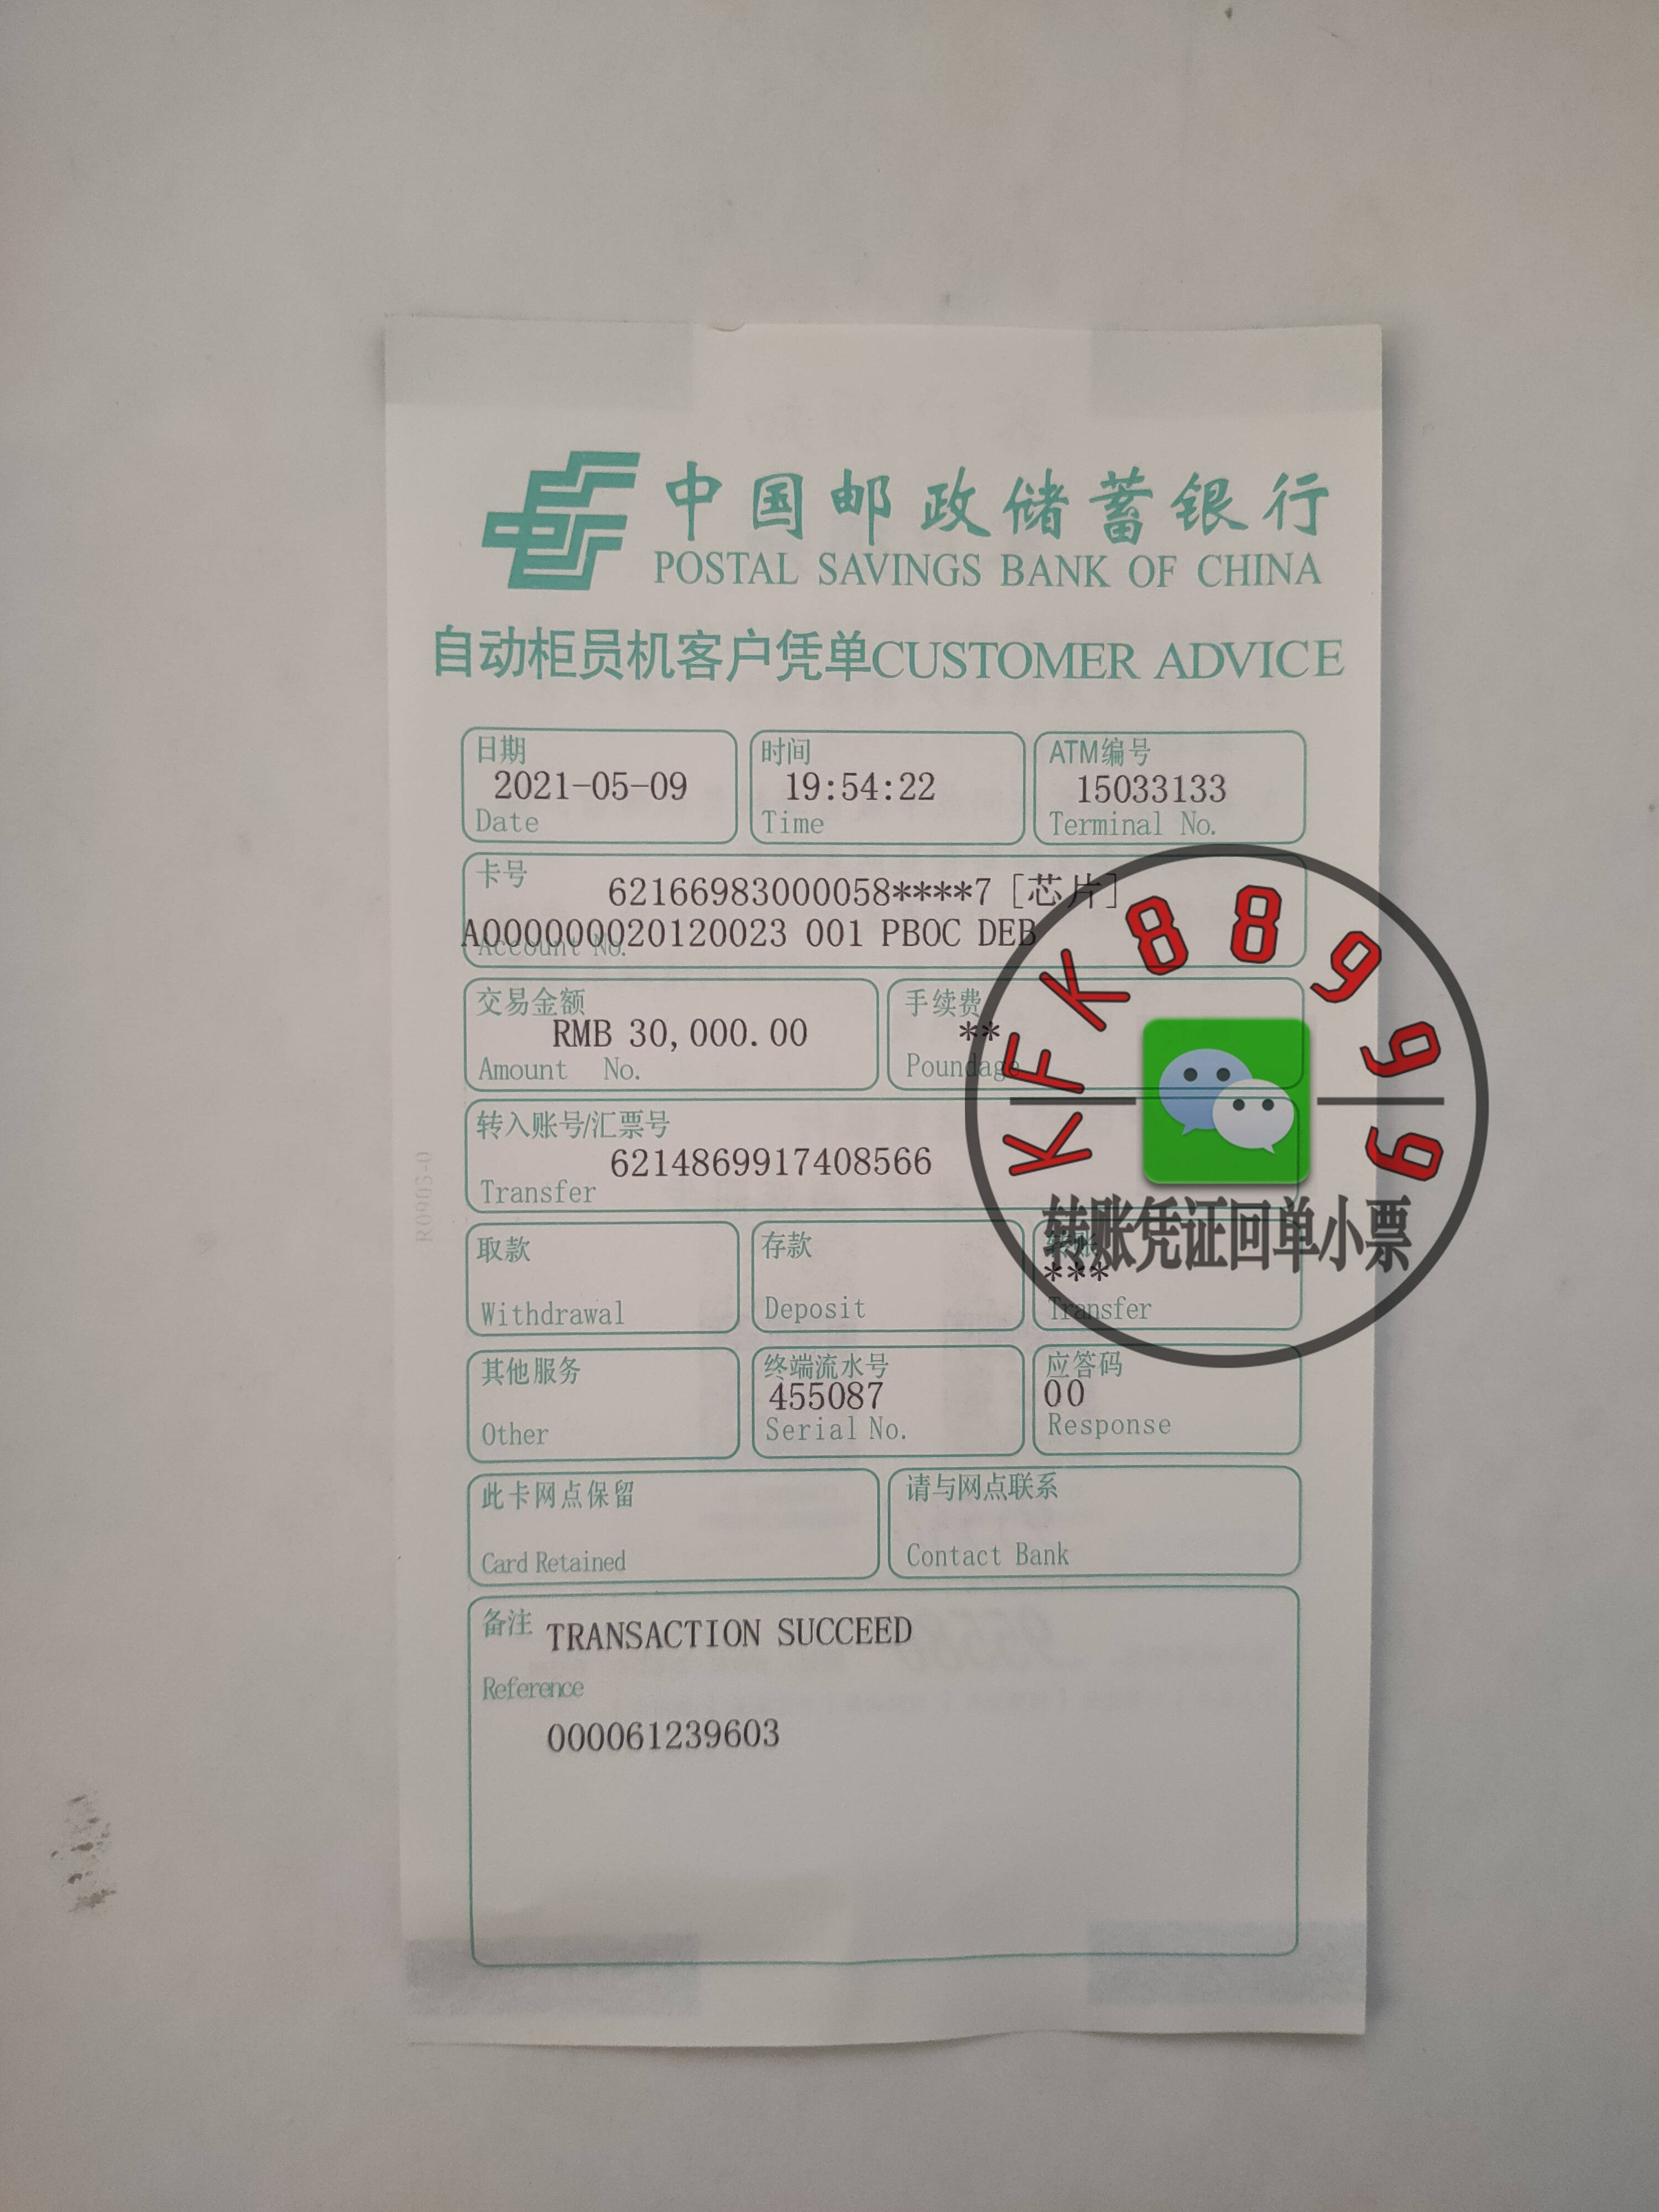 中国邮政储蓄银行
POSTAL SAVINGS BANK OF CHINA
自动柜员机客户凭单CUSTOMER ADVICE
日期
2021-05-09
Date
时间
19:54:22
Time
ATM编号
15033133
Terminal No.
卡号
62166983000058****7 [芯片]
A000000020120023 001 PBOC DEB
Account No.
交易金额
RMB 30,000.00
Amount No.
手续费
**
Poundage
转入账号/汇票号
6214869917408566
Transfer
KFK88999
转账凭证回单小票
取款
Withdrawal
存款
Deposit
转账
***
Transfer
其他服务
Other
终端流水号
455087
Serial No.
应答码
00
Response
此卡网点保留
Card Retained
请与网点联系
Contact Bank
备注
TRANSACTION SUCCEED
Reference
000061239603
R0903-0